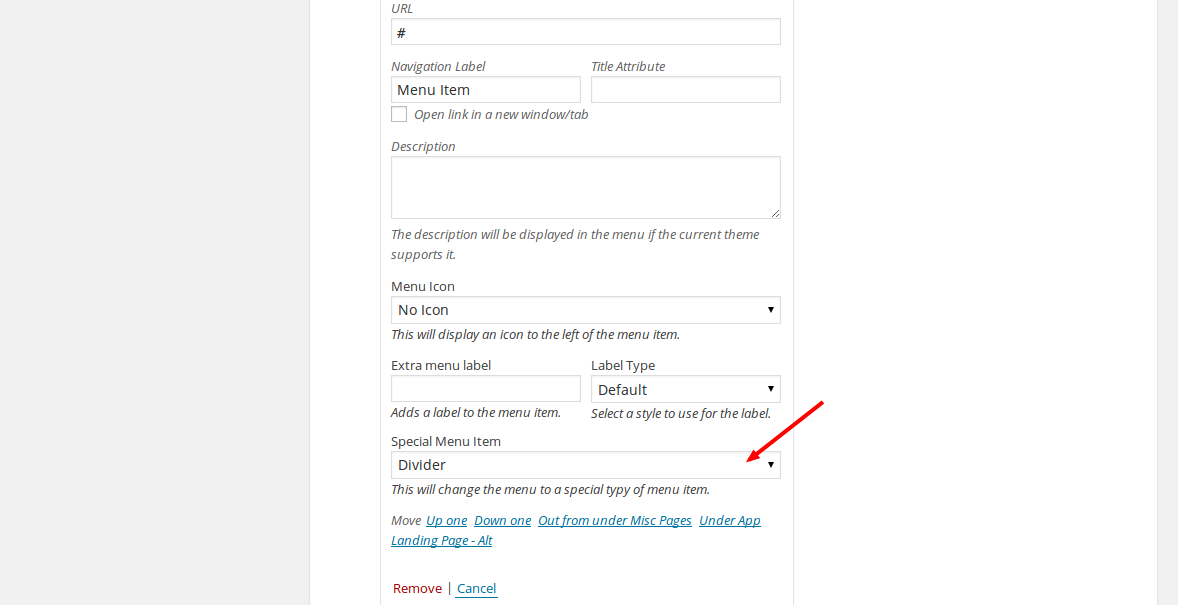 URL
#
Navigation Label
Title Attribute
Menu Item
Open link in a new window/tab
Description
The description will be displayed in the menu if the current theme
supports it.
Menu Icon
No Icon
This will display an icon to the left of the menu item.
Extra menu label
Label Type
Default
Adds a label to the menu item.
Select a style to use for the label.
Special Menu Item
Divider
This will change the menu to a special typy of menu item.
Move Up one Down one Out from under Misc Pages Under App
Landing Page - Alt
Remove | Cancel